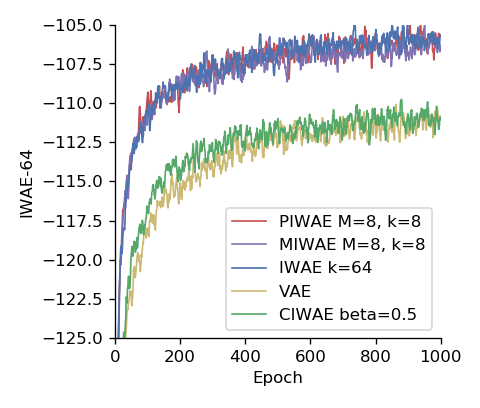 −105.0
−107.5
−110.0
−112.5
−115.0
−117.5
−120.0
−122.5
−125.0
IWAE-64
PIWAE M=8, k=8
MIWAE M=8, k=8
IWAE k=64
VAE
CIWAE beta=0.5
0 200 400 600 800 1000
Epoch